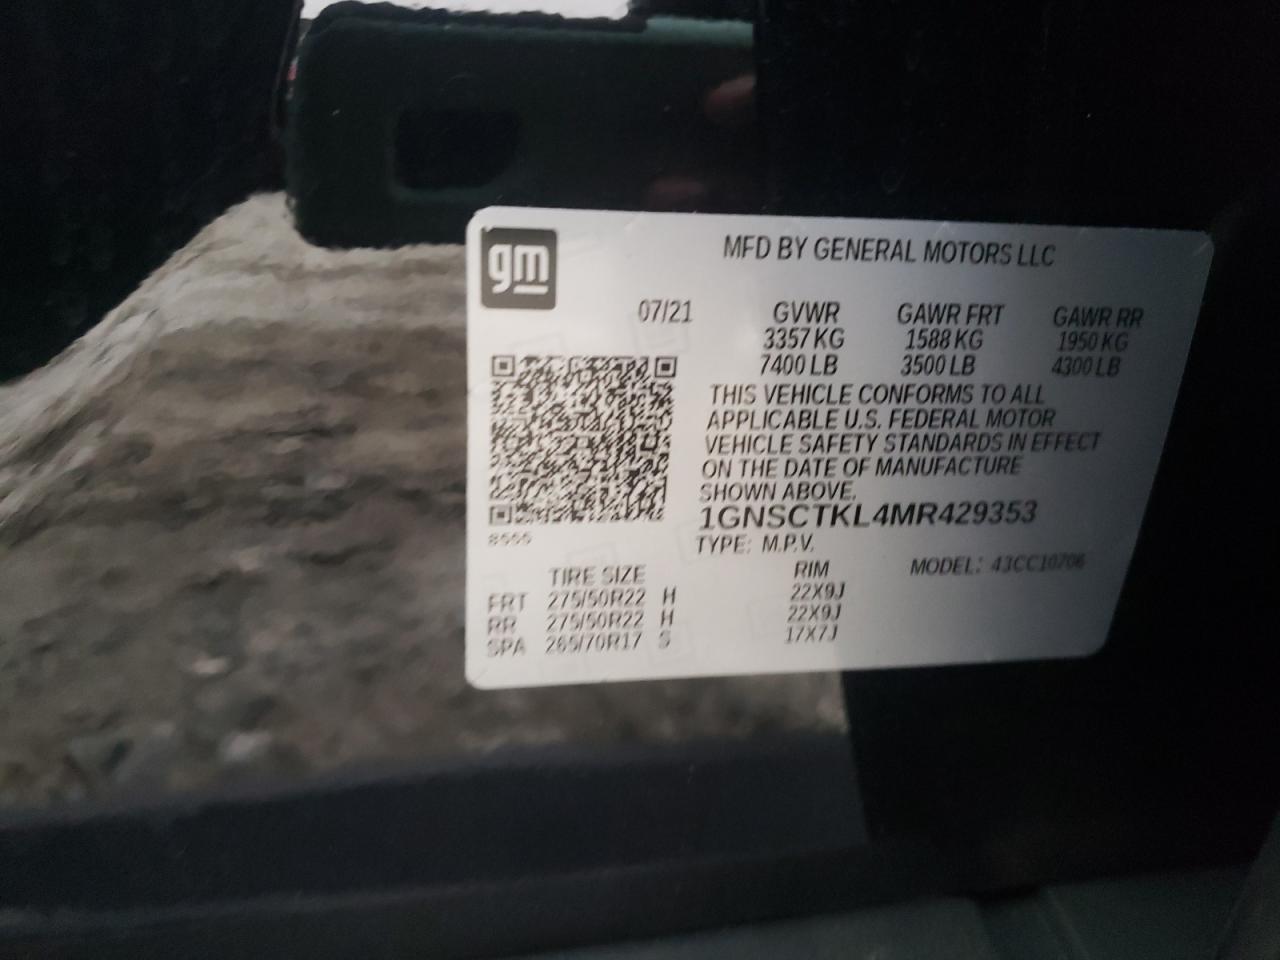 gm
MFD BY GENERAL MOTORS LLC
07/21 GVWR GAWR FRT GAWR RR
3357 KG 1588 KG 1950 KG
7400 LB 3500 LB 4300 LB
THIS VEHICLE CONFORMS TO ALL
APPLICABLE U.S. FEDERAL MOTOR
VEHICLE SAFETY STANDARDS IN EFFECT
ON THE DATE OF MANUFACTURE
SHOWN ABOVE.
1GNSCTKL4MR429353
TYPE: M.P.V.
MODEL: 43CC10706
TIRE SIZE RIM
FRT 275/50R22 H 22X9J
RR 275/50R22 H 22X9J
SPA 265/70R17 S 17X7J